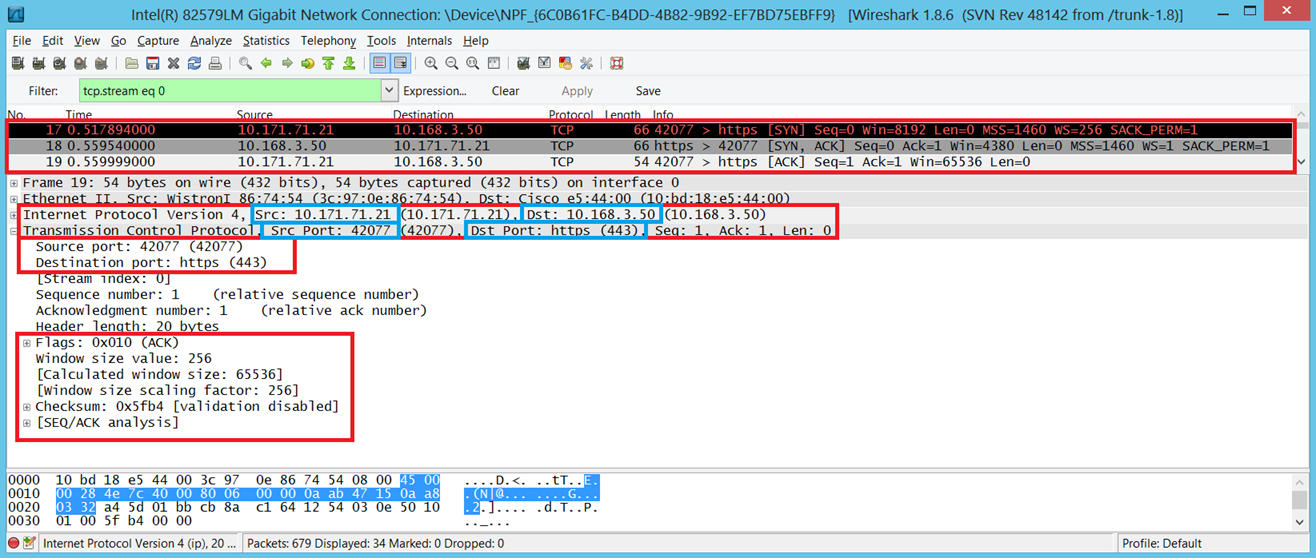 Intel(R) 82579LM Gigabit Network Connection: \Device\NPF_{6C0B61FC-B4DD-4B82-9B92-EF7BD75EBFF9} [Wireshark 1.8.6 (SVN Rev 48142 from /trunk-1.8)]
File Edit View Go Capture Analyze Statistics Telephony Tools Internals Help
Filter: tcp.stream eq 0 Expression... Clear Apply Save
No. Time Source Destination Protocol Length Info
17 0.517894000 10.171.71.21 10.168.3.50 TCP 66 42077 > https [SYN] Seq=0 Win=8192 Len=0 MSS=1460 WS=256 SACK_PERM=1
18 0.559540000 10.168.3.50 10.171.71.21 TCP 66 https > 42077 [SYN, ACK] Seq=0 Ack=1 Win=4380 Len=0 MSS=1460 WS=1 SACK_PERM=1
19 0.559999000 10.171.71.21 10.168.3.50 TCP 54 42077 > https [ACK] Seq=1 Ack=1 Win=65536 Len=0
Frame 19: 54 bytes on wire (432 bits), 54 bytes captured (432 bits) on interface 0
Ethernet II, Src: WistronI_86:74:54 (3c:97:0e:86:74:54), Dst: Cisco_e5:44:00 (10:bd:18:e5:44:00)
Internet Protocol Version 4, Src: 10.171.71.21 (10.171.71.21), Dst: 10.168.3.50 (10.168.3.50)
Transmission Control Protocol, Src Port: 42077 (42077), Dst Port: https (443), Seq: 1, Ack: 1, Len: 0
Source port: 42077 (42077)
Destination port: https (443)
[Stream index: 0]
Sequence number: 1 (relative sequence number)
Acknowledgment number: 1 (relative ack number)
Header length: 20 bytes
Flags: 0x010 (ACK)
Window size value: 256
[Calculated window size: 65536]
[Window size scaling factor: 256]
Checksum: 0x5fb4 [validation disabled]
[SEQ/ACK analysis]
0000 10 bd 18 e5 44 00 3c 97 0e 86 74 54 08 00 45 00 ....D.<. ..tT..E.
0010 00 28 4e 7c 40 00 80 06 00 00 0a ab 47 15 0a a8 .(N|@... ....G...
0020 03 32 a4 5d 01 bb cb 8a c1 64 12 54 03 0e 50 10 .2.].... .d.T..P.
0030 01 00 5f b4 00 00 .._...
Internet Protocol Version 4 (ip), 20 ... Packets: 679 Displayed: 34 Marked: 0 Dropped: 0 Profile: Default